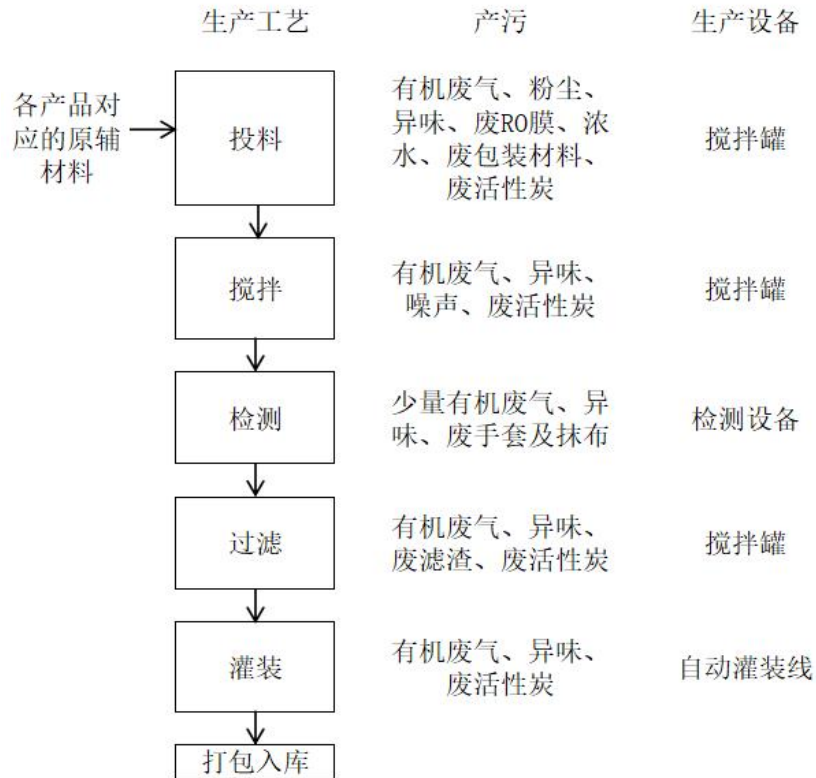 生产工艺 产污 生产设备
各产品对
应的原辅
材料
投料
有机废气、粉尘、
异味、废RO膜、浓
水、废包装材料、
废活性炭
搅拌罐
搅拌
有机废气、异味、
噪声、废活性炭
搅拌罐
检测
少量有机废气、异
味、废手套及抹布
检测设备
过滤
有机废气、异味、
废滤渣、废活性炭
搅拌罐
灌装
有机废气、异味、
废活性炭
自动灌装线
打包入库